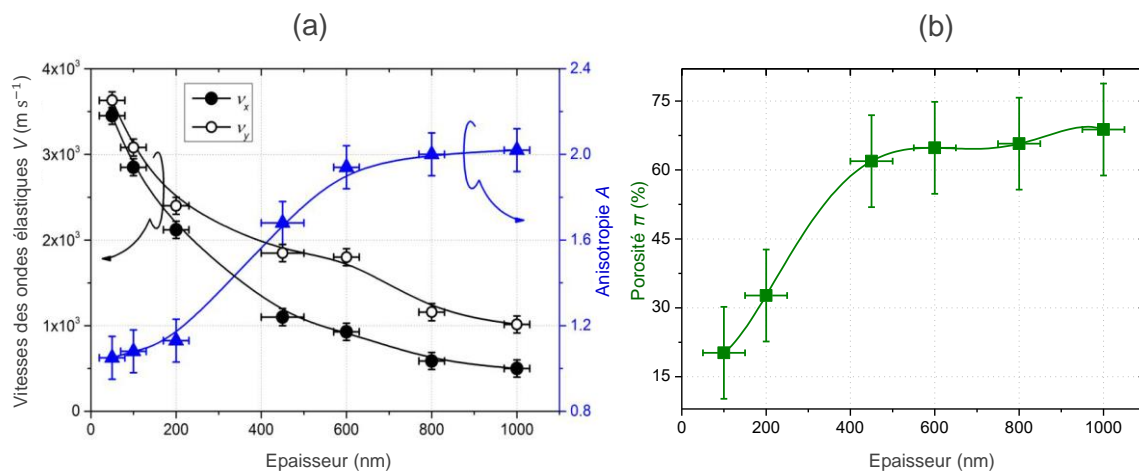 (a)
(b)
Vitesses des ondes élastiques V (m s⁻¹)
4x10³
3x10³
2x10³
1x10³
0
νₓ
νᵧ
2.4
2.0
1.6
1.2
0.8
Anisotropie A
0 200 400 600 800 1000
Epaisseur (nm)
Porosité π (%)
75
60
45
30
15
0 200 400 600 800 1000
Epaisseur (nm)